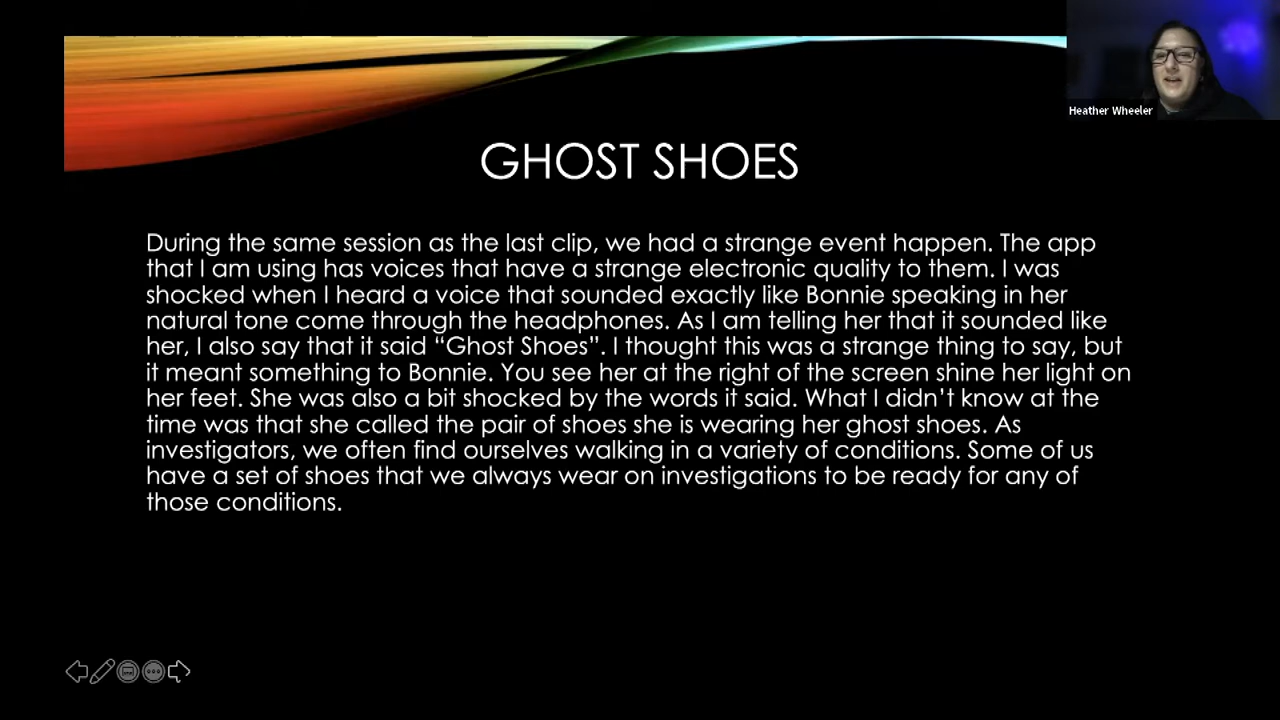 Heather Wheeler
GHOST SHOES
During the same session as the last clip, we had a strange event happen. The app
that I am using has voices that have a strange electronic quality to them. I was
shocked when I heard a voice that sounded exactly like Bonnie speaking in her
natural tone come through the headphones. As I am telling her that it sounded like
her, I also say that it said “Ghost Shoes”. I thought this was a strange thing to say, but
it meant something to Bonnie. You see her at the right of the screen shine her light on
her feet. She was also a bit shocked by the words it said. What I didn’t know at the
time was that she called the pair of shoes she is wearing her ghost shoes. As
investigators, we often find ourselves walking in a variety of conditions. Some of us
have a set of shoes that we always wear on investigations to be ready for any of
those conditions.